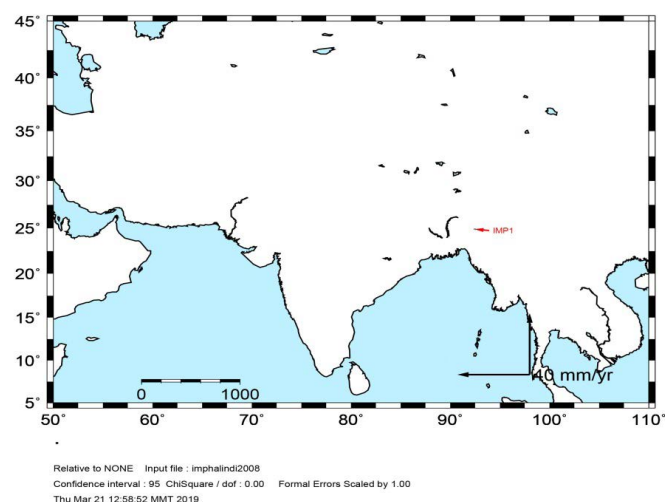 45°
40°
35°
30°
25°
IMP1
20°
15°
10°
40 mm/yr
0 1000
5°
50° 60° 70° 80° 90° 100° 110°
Relative to NONE Input file : imphalindi2008
Confidence interval : 95 ChiSquare / dof : 0.00 Formal Errors Scaled by 1.00
Thu Mar 21 12:58:52 MMT 2019